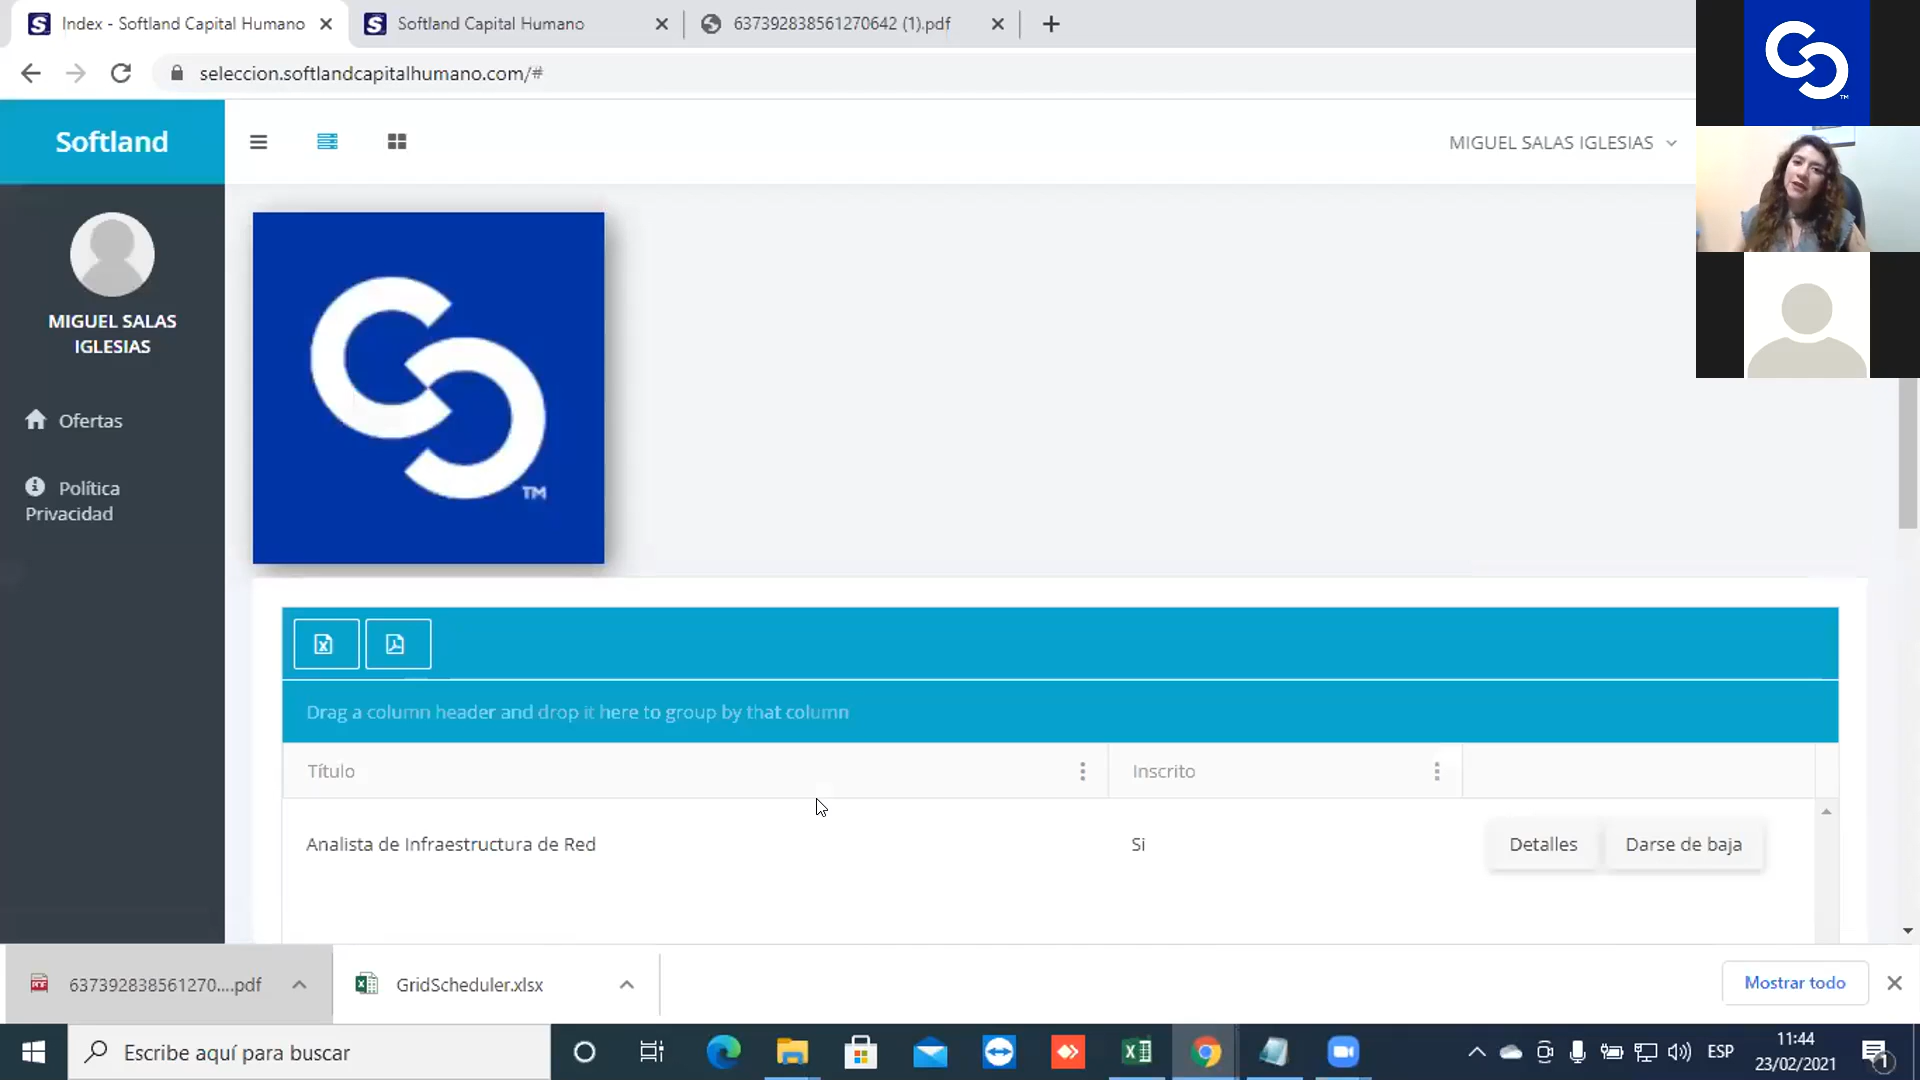 Index - Softland Capital Humano
Softland Capital Humano
637392838561270642 (1).pdf
seleccion.softlandcapitalhumano.com/#
Softland
MIGUEL SALAS IGLESIAS
MIGUEL SALAS
IGLESIAS
Ofertas
Política
Privacidad
TM
TM
Drag a column header and drop it here to group by that column
Título
Inscrito
Analista de Infraestructura de Red
Si
Detalles
Darse de baja
637392838561270....pdf
GridScheduler.xlsx
Mostrar todo
Escribe aquí para buscar
ESP
11:44
23/02/2021
1